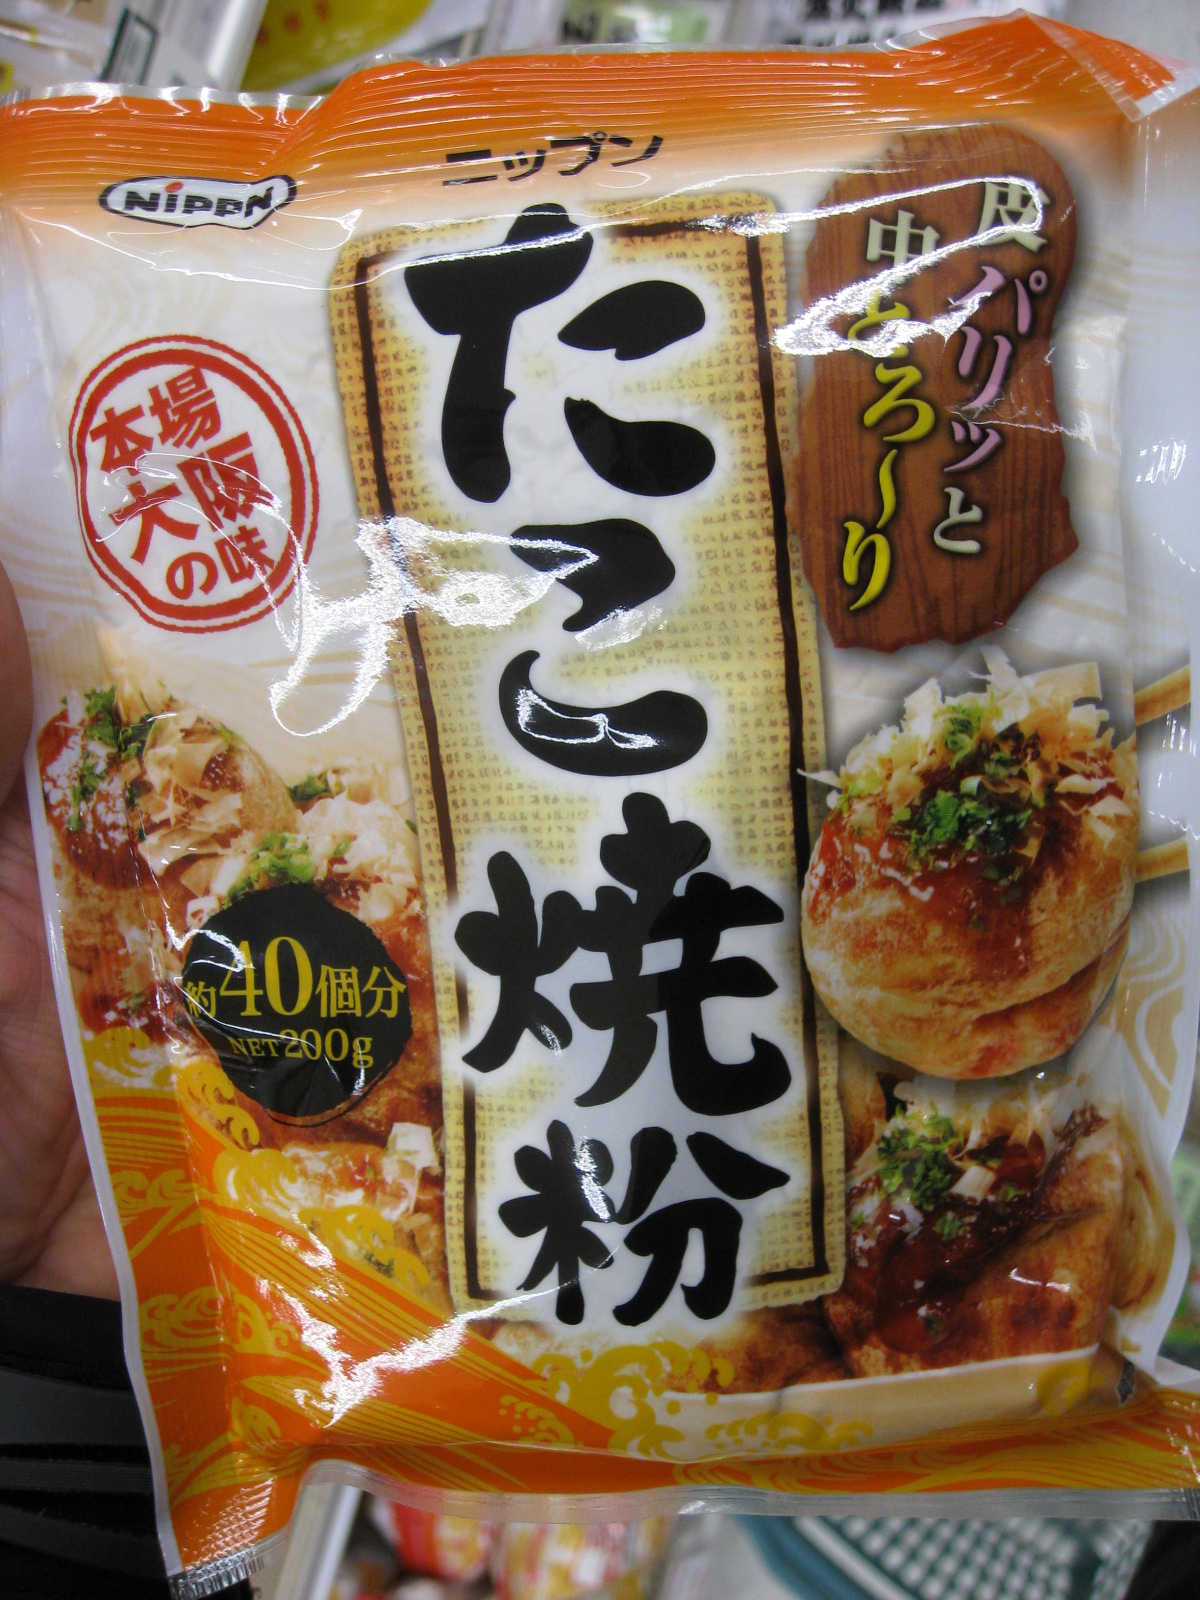 NiPPN
ニップン
たこ焼粉
皮パリッと
中とろ～り
本場
大阪
の味
約40個分
NET200g